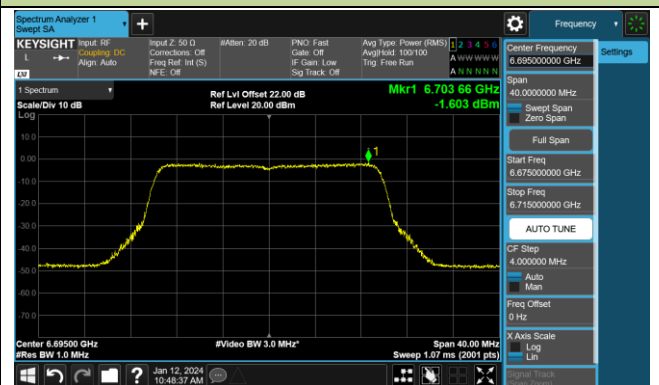 Spectrum Analyzer 1
Swept SA
Frequency
KEYSIGHT
L
LXI
Input: RF
Coupling: DC
Align: Auto
Input Z: 50 Ω
Corrections: Off
Freq Ref: Int (S)
NFE: Off
#Atten: 20 dB
PNO: Fast
Gate: Off
IF Gain: Low
Sig Track: Off
Avg Type: Power (RMS)
Avg|Hold: 100/100
Trig: Free Run
1 2 3 4 5 6
A W W W W W
A N N N N N
1 Spectrum
Scale/Div 10 dB
Log
Ref Lvl Offset 22.00 dB
Ref Level 20.00 dBm
Mkr1 6.703 66 GHz
-1.603 dBm
1
10.0
0.00
-10.0
-20.0
-30.0
-40.0
-50.0
-60.0
-70.0
Center 6.69500 GHz
#Res BW 1.0 MHz
#Video BW 3.0 MHz*
Span 40.00 MHz
Sweep 1.07 ms (2001 pts)
Center Frequency
6.695000000 GHz
Settings
Span
40.0000000 MHz
Swept Span
Zero Span
Full Span
Start Freq
6.675000000 GHz
Stop Freq
6.715000000 GHz
AUTO TUNE
CF Step
4.000000 MHz
Auto
Man
Freq Offset
0 Hz
X Axis Scale
Log
Lin
Signal Track
(Span Zoom)
?
Jan 12, 2024
10:48:37 AM